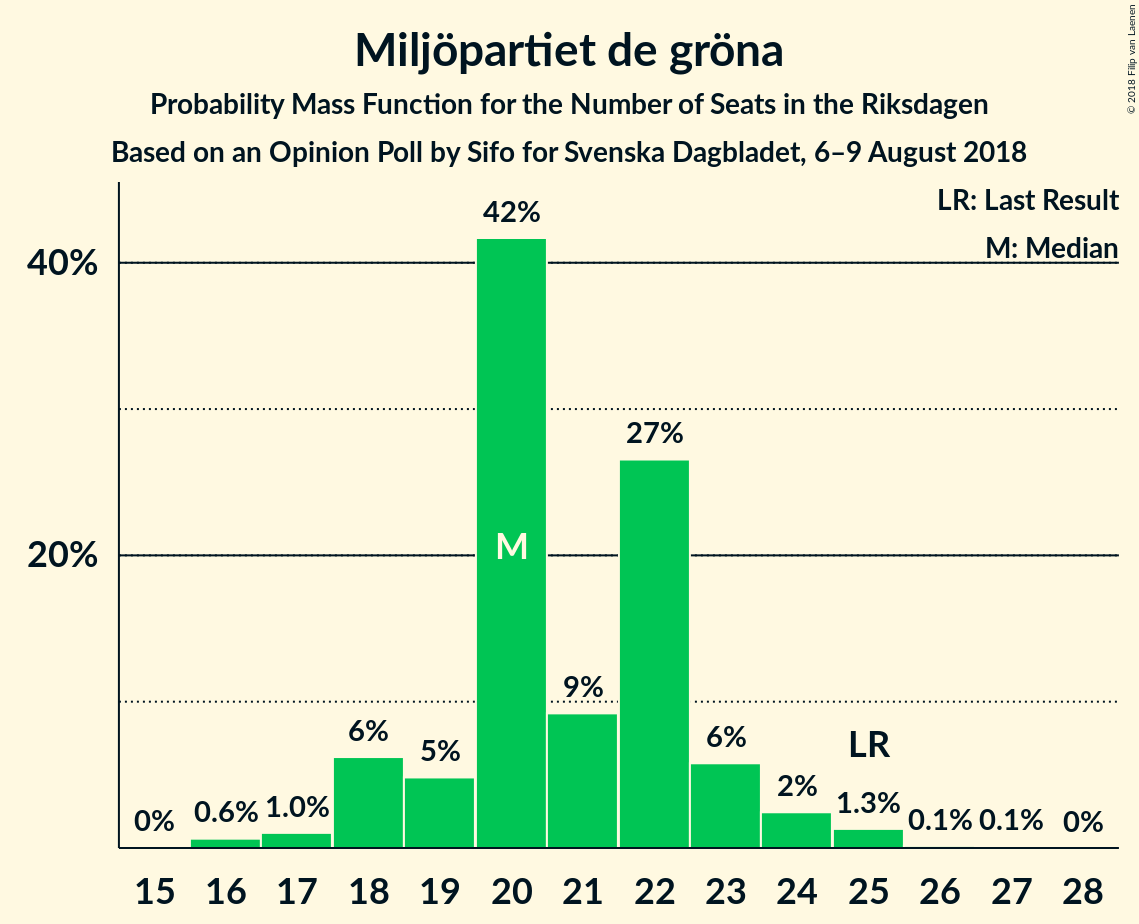 Miljöpartiet de gröna
Probability Mass Function for the Number of Seats in the Riksdagen
Based on an Opinion Poll by Sifo for Svenska Dagbladet, 6–9 August 2018
© 2018 Filip van Laenen
LR: Last Result
M: Median
40%
20%
0%
0.6%
1.0%
6%
5%
42%
M
9%
27%
6%
2%
LR
1.3%
0.1%
0.1%
0%
15 16 17 18 19 20 21 22 23 24 25 26 27 28